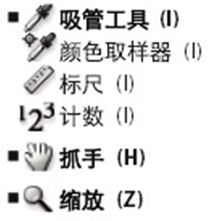 ■ 吸管工具 (I)
颜色取样器 (I)
标尺 (I)
123 计数 (I)
■ 抓手 (H)
■ 缩放 (Z)